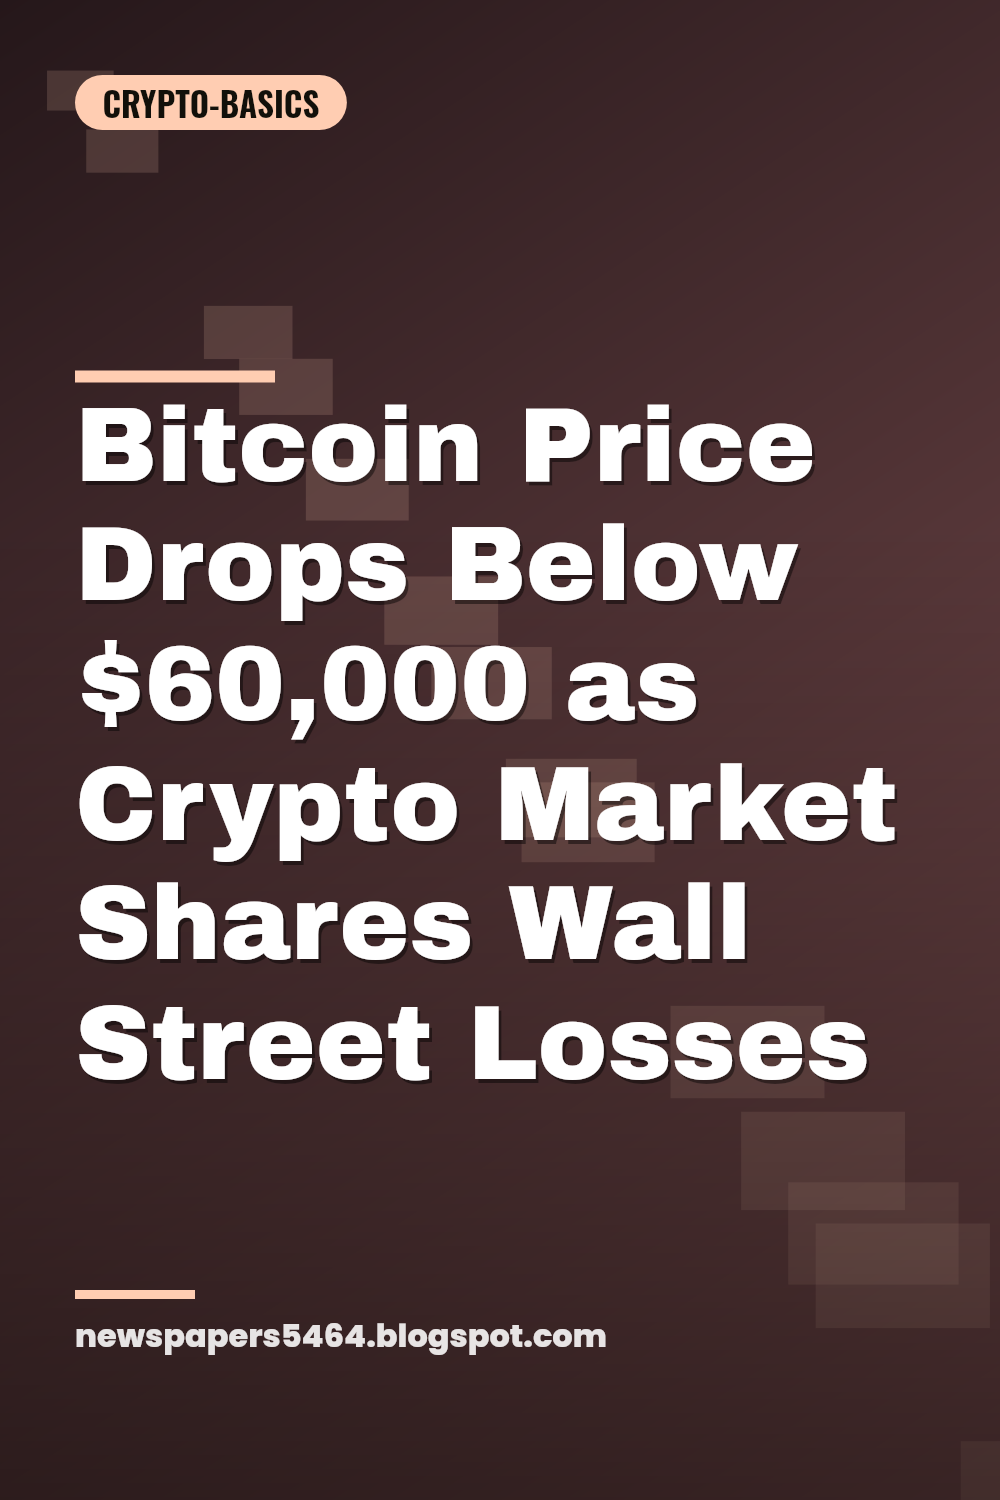 CRYPTO-BASICS
Bitcoin Price
Drops Below
$60,000 as
Crypto Market
Shares Wall
Street Losses
newspapers5464.blogspot.com